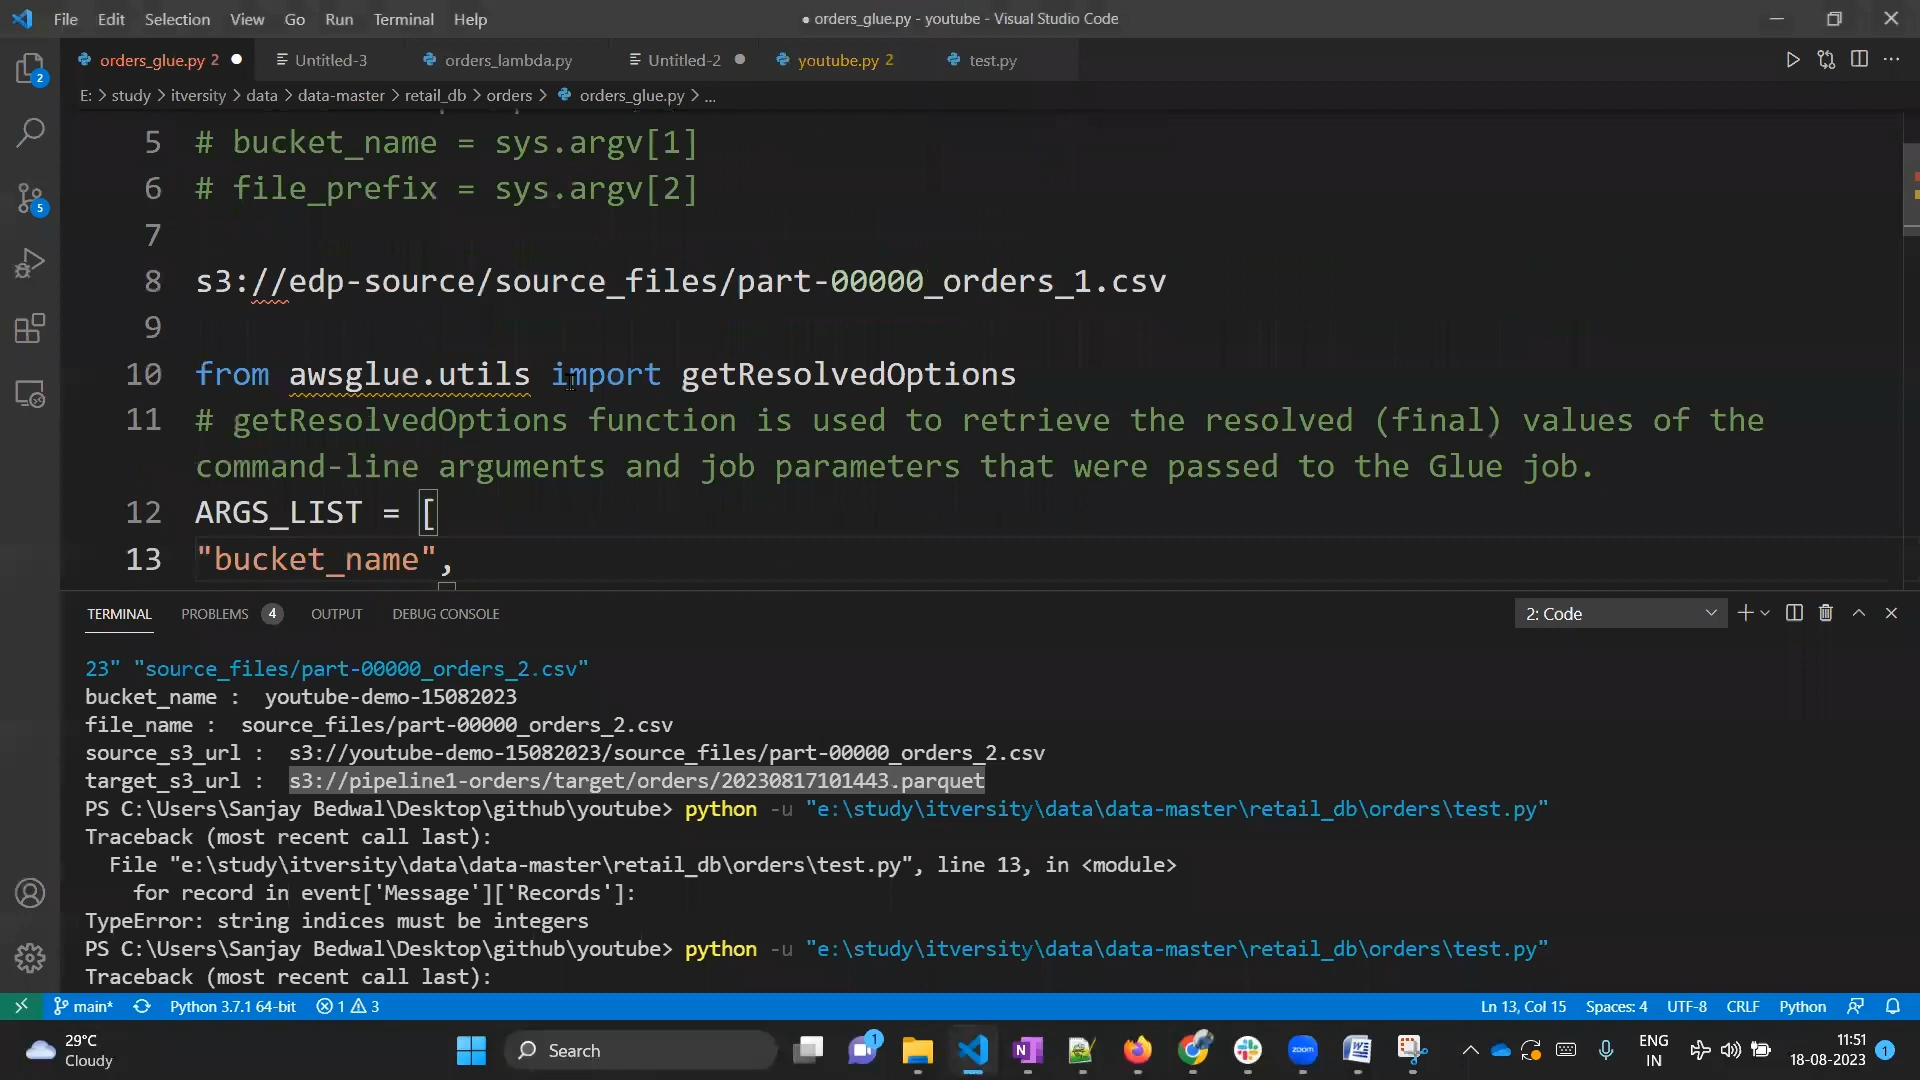 File Edit Selection View Go Run Terminal Help
● orders_glue.py - youtube - Visual Studio Code
orders_glue.py 2 Untitled-3 orders_lambda.py Untitled-2 youtube.py 2 test.py
E: > study > itversity > data > data-master > retail_db > orders > orders_glue.py > ...
5 # bucket_name = sys.argv[1]
6 # file_prefix = sys.argv[2]
7
8 s3://edp-source/source_files/part-00000_orders_1.csv
9
10 from awsglue.utils import getResolvedOptions
11 # getResolvedOptions function is used to retrieve the resolved (final) values of the
command-line arguments and job parameters that were passed to the Glue job.
12 ARGS_LIST = [
13 "bucket_name",
TERMINAL PROBLEMS 4 OUTPUT DEBUG CONSOLE 2: Code
23" "source_files/part-00000_orders_2.csv"
bucket_name :  youtube-demo-15082023
file_name :  source_files/part-00000_orders_2.csv
source_s3_url :  s3://youtube-demo-15082023/source_files/part-00000_orders_2.csv
target_s3_url :  s3://pipeline1-orders/target/orders/20230817101443.parquet
PS C:\Users\Sanjay Bedwal\Desktop\github\youtube> python -u "e:\study\itversity\data\data-master\retail_db\orders\test.py"
Traceback (most recent call last):
  File "e:\study\itversity\data\data-master\retail_db\orders\test.py", line 13, in <module>
    for record in event['Message']['Records']:
TypeError: string indices must be integers
PS C:\Users\Sanjay Bedwal\Desktop\github\youtube> python -u "e:\study\itversity\data\data-master\retail_db\orders\test.py"
Traceback (most recent call last):
main* Python 3.7.1 64-bit 1 3 Ln 13, Col 15 Spaces: 4 UTF-8 CRLF Python
29°C
Cloudy
Search
ENG
IN
11:51
18-08-2023
2
5
1
1
N
zoom
W